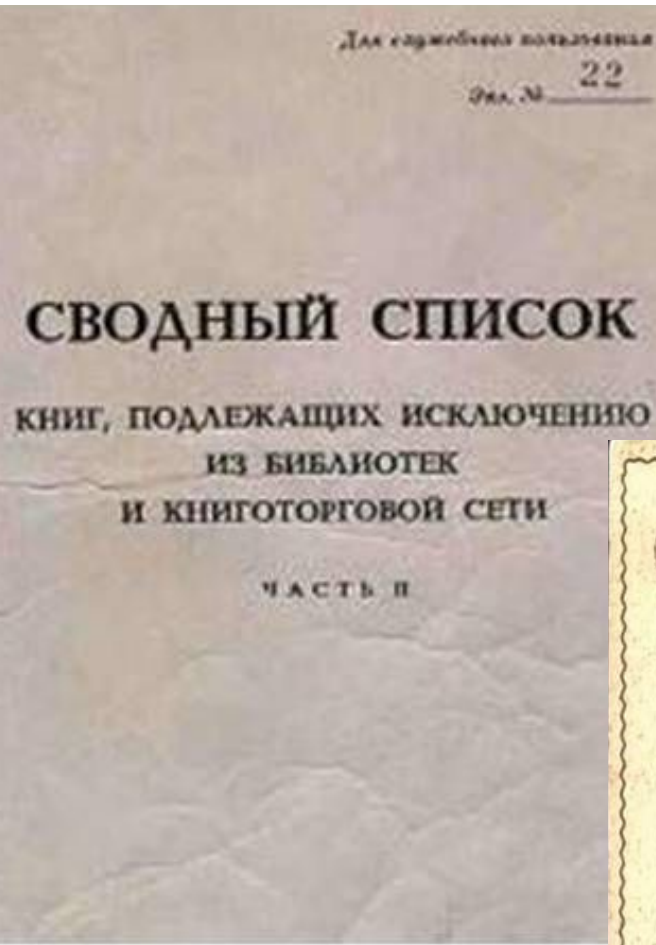 Для служебного пользования
Экз. № 22
СВОДНЫЙ СПИСОК
КНИГ, ПОДЛЕЖАЩИХ ИСКЛЮЧЕНИЮ
ИЗ БИБЛИОТЕК
И КНИГОТОРГОВОЙ СЕТИ
ЧАСТЬ II